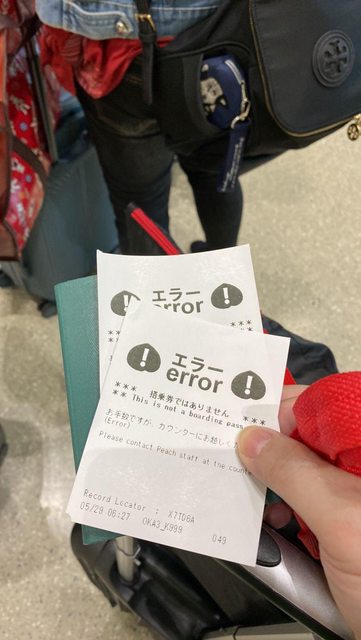 エラー
error
エラー
error
*** 搭乗券ではありません ***
** This is not a boarding pass
お手数ですが、カウンターにお越しく
(Error)
Please contact Peach staff at the counte
Record Locator : X7TD6A
05/29 06:27 OKA3_K999 049